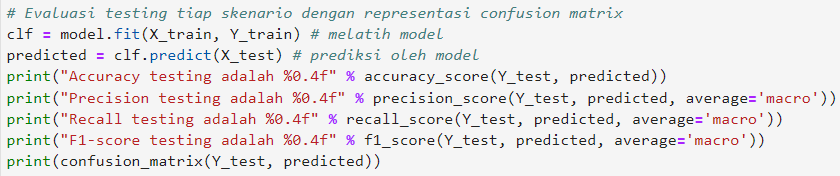 # Evaluasi testing tiap skenario dengan representasi confusion matrix
clf = model.fit(X_train, Y_train) # melatih model
predicted = clf.predict(X_test) # prediksi oleh model
print("Accuracy testing adalah %0.4f" % accuracy_score(Y_test, predicted))
print("Precision testing adalah %0.4f" % precision_score(Y_test, predicted, average='macro'))
print("Recall testing adalah %0.4f" % recall_score(Y_test, predicted, average='macro'))
print("F1-score testing adalah %0.4f" % f1_score(Y_test, predicted, average='macro'))
print(confusion_matrix(Y_test, predicted))